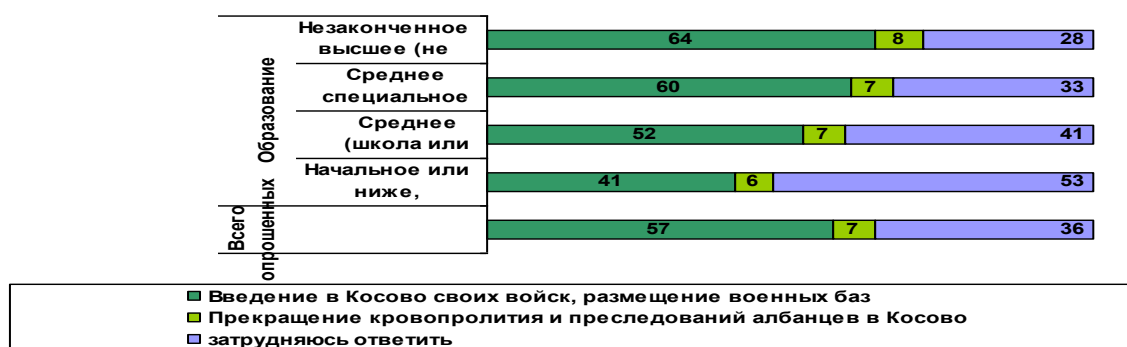 Незаконченное
высшее (не
64 8 28
Среднее
специальное
60 7 33
Среднее
(школа или
52 7 41
Начальное или
ниже,
41 6 53
57 7 36
Образование
Всего
опрошенных
Введение в Косово своих войск, размещение военных баз
Прекращение кровопролития и преследований албанцев в Косово
затрудняюсь ответить